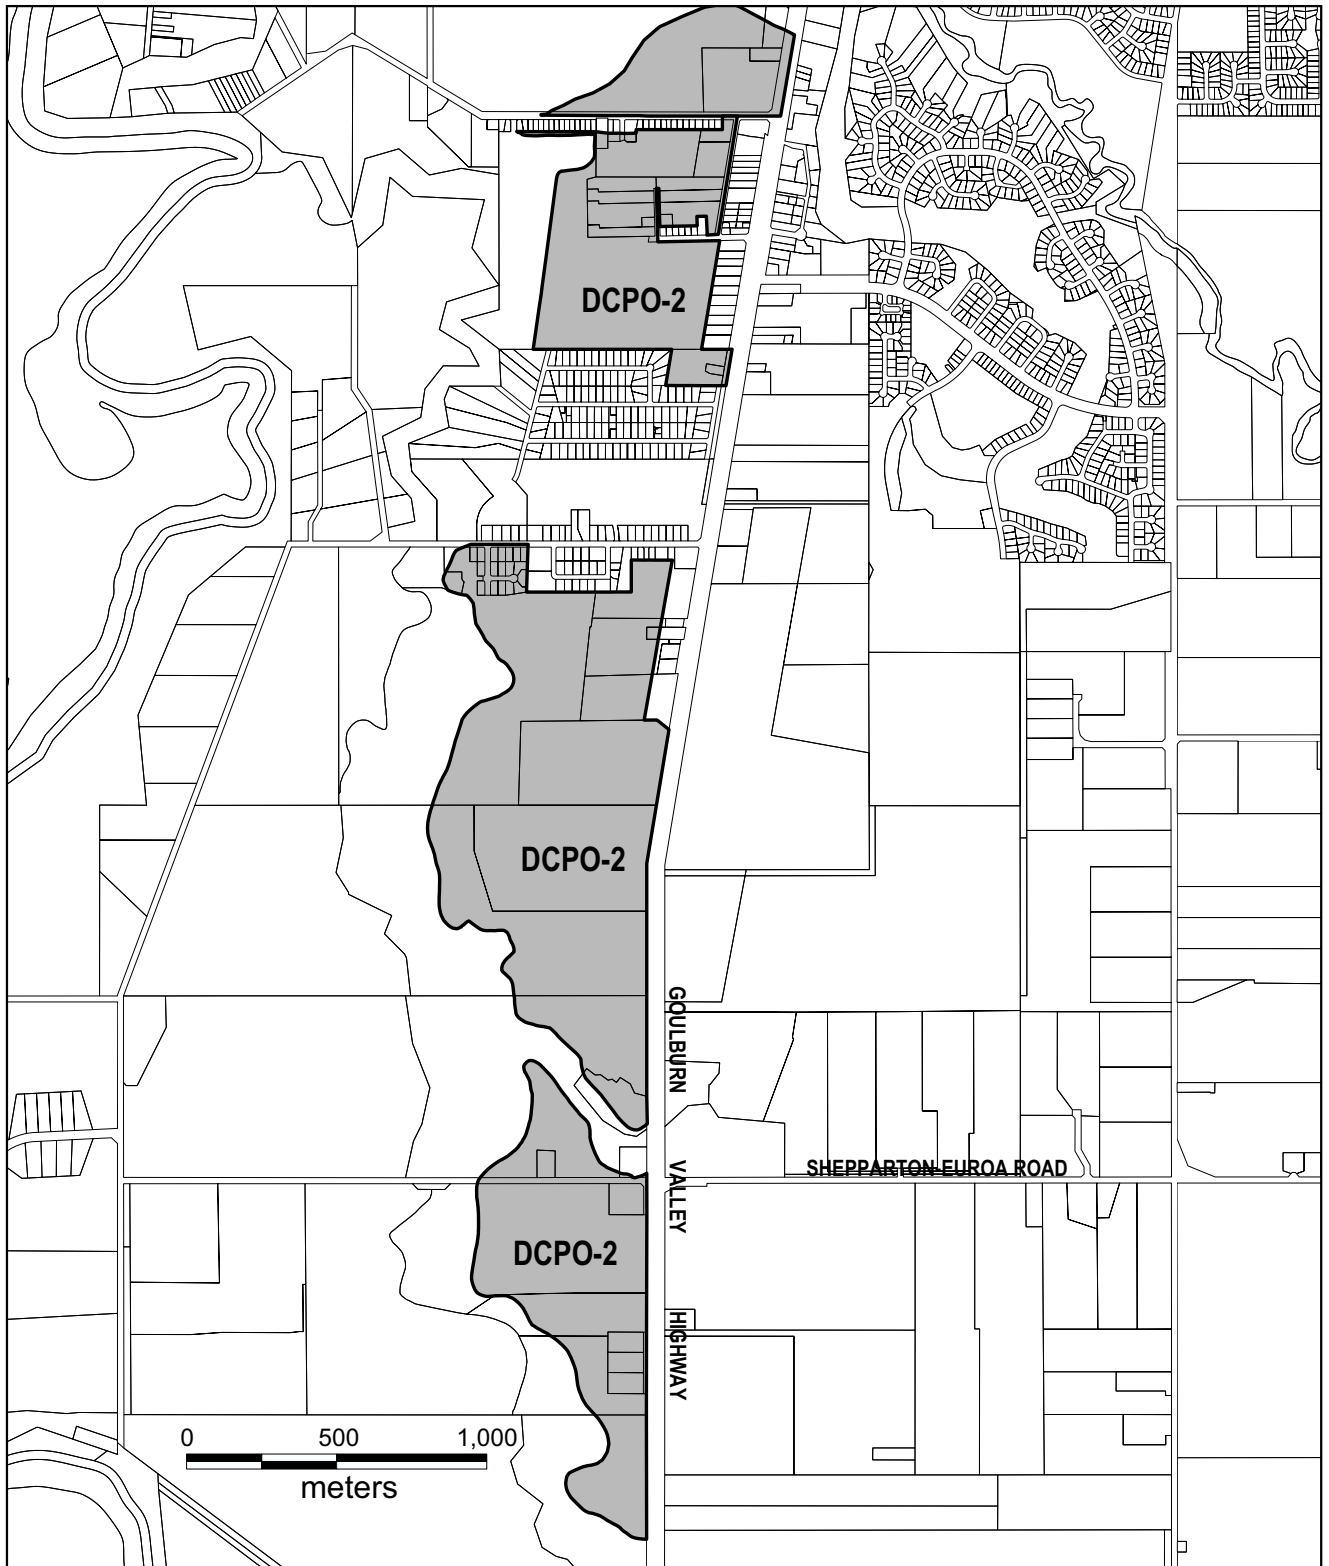 DCPO-2
DCPO-2
GOULBURN VALLEY HIGHWAY
SHEPPARTON-EUROA ROAD
DCPO-2
0 500 1,000
meters